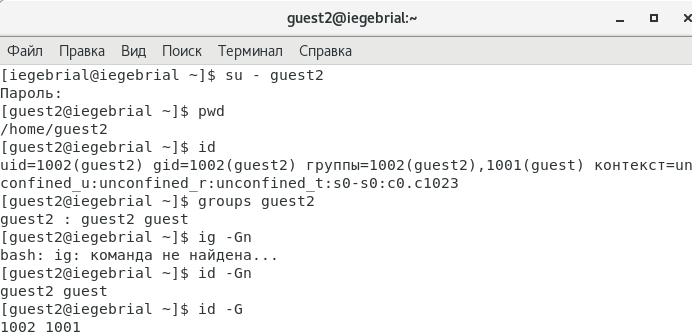 guest2@iegebrial:~
Файл Правка Вид Поиск Терминал Справка
[iegebrial@iegebrial ~]$ su - guest2
Пароль:
[guest2@iegebrial ~]$ pwd
/home/guest2
[guest2@iegebrial ~]$ id
uid=1002(guest2) gid=1002(guest2) группы=1002(guest2),1001(guest) контекст=un
confined_u:unconfined_r:unconfined_t:s0-s0:c0.c1023
[guest2@iegebrial ~]$ groups guest2
guest2 : guest2 guest
[guest2@iegebrial ~]$ ig -Gn
bash: ig: команда не найдена...
[guest2@iegebrial ~]$ id -Gn
guest2 guest
[guest2@iegebrial ~]$ id -G
1002 1001